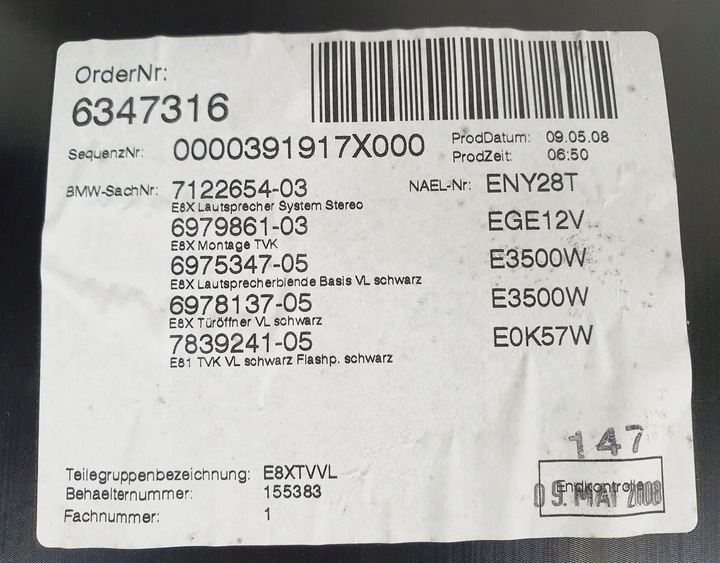 OrderNr:
6347316
SequenzNr: 0000391917X000
ProdDatum: 09.05.08
ProdZeit: 06:50
BMW-SachNr: 7122654-03 NAEL-Nr: ENY28T
E8X Lautsprecher System Stereo
6979861-03 EGE12V
E8X Montage TVK
6975347-05 E3500W
E8X Lautsprecherblende Basis VL schwarz
6978137-05 E3500W
E8X Türöffner VL schwarz
7839241-05 E0K57W
E81 TVK VL schwarz Flashp. schwarz
147
Teilegruppenbezeichnung: E8XTVVL
Behaelternummer: 155383
Fachnummer: 1
Endkontrolle
09. MAI 2008